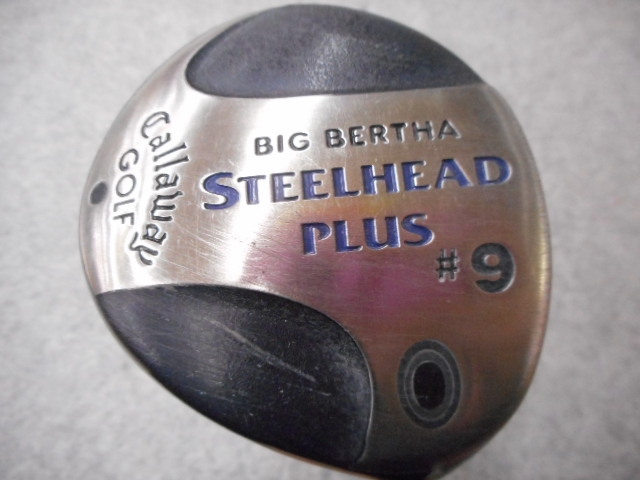 Callaway
GOLF
BIG BERTHA
STEELHEAD
PLUS
#9